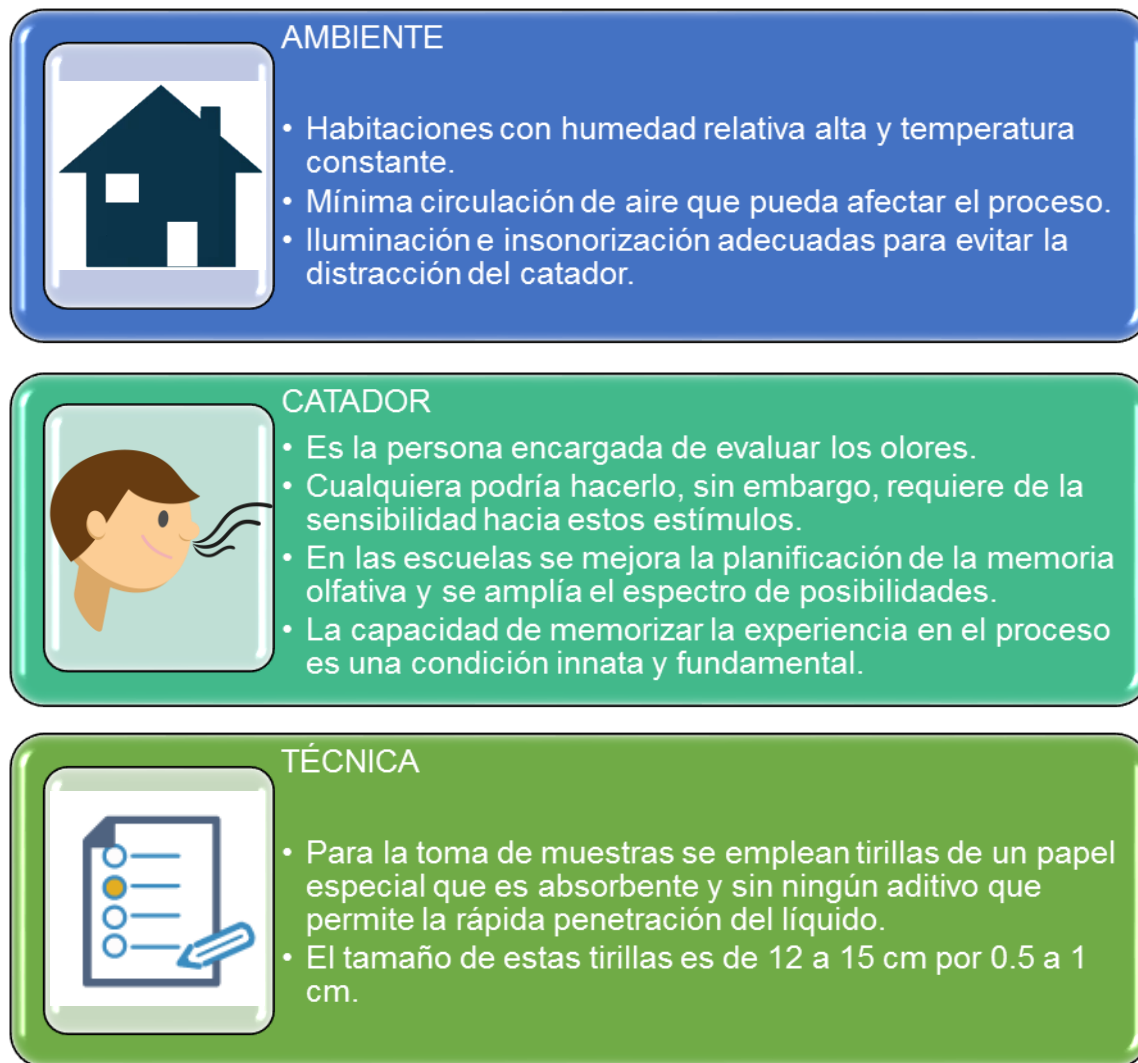 AMBIENTE
• Habitaciones con humedad relativa alta y temperatura
constante.
• Mínima circulación de aire que pueda afectar el proceso.
• Iluminación e insonorización adecuadas para evitar la
distracción del catador.
CATADOR
• Es la persona encargada de evaluar los olores.
• Cualquiera podría hacerlo, sin embargo, requiere de la
sensibilidad hacia estos estímulos.
• En las escuelas se mejora la planificación de la memoria
olfativa y se amplía el espectro de posibilidades.
• La capacidad de memorizar la experiencia en el proceso
es una condición innata y fundamental.
TÉCNICA
• Para la toma de muestras se emplean tirillas de un papel
especial que es absorbente y sin ningún aditivo que
permite la rápida penetración del líquido.
• El tamaño de estas tirillas es de 12 a 15 cm por 0.5 a 1
cm.